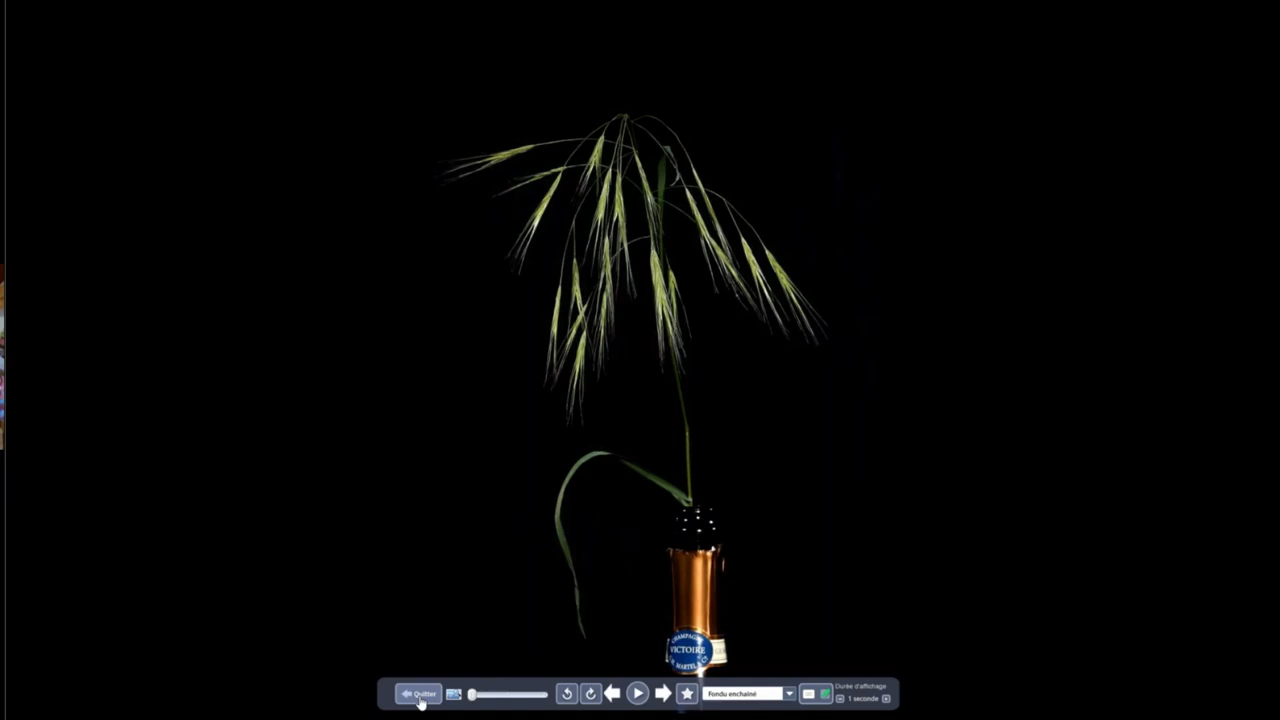 CHAMPAGNE
VICTOIRE
MARTEL & C
Quitter
Fondu enchaîné
Durée d'affichage
1 seconde